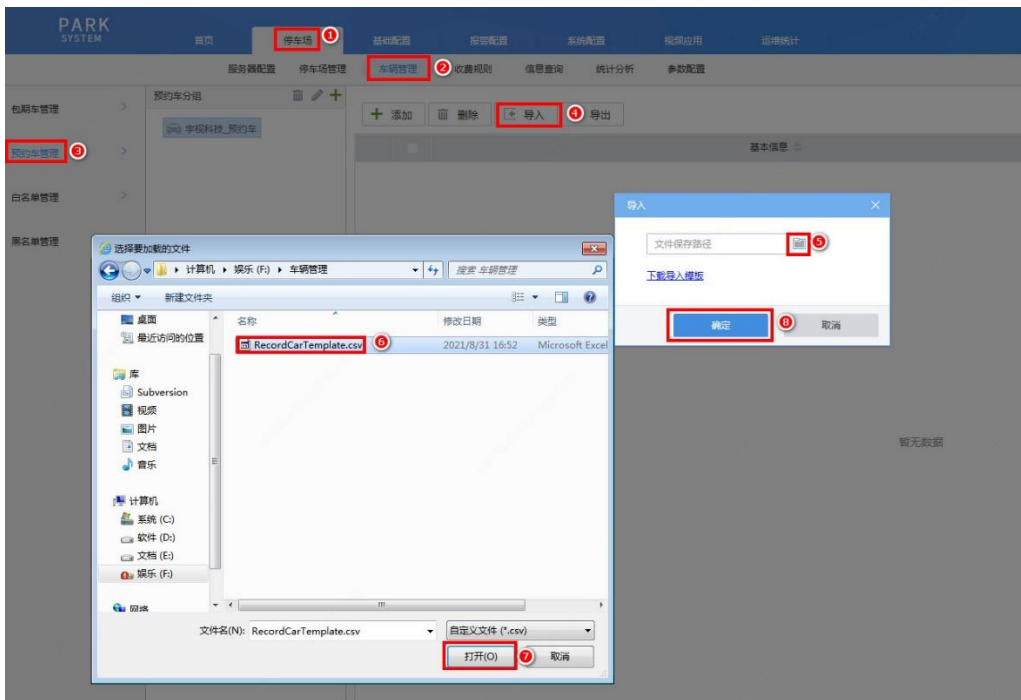 PARK
SYSTEM
首页
停车场
1
基础配置
报警配置
系统配置
视频应用
运维统计
服务器配置
停车场管理
车辆管理
2
收费规则
信息查询
统计分析
参数配置
包期车管理
预约车管理
3
白名单管理
黑名单管理
预约车分组
宇视科技_预约车
添加
删除
导入
4
导出
基本信息
暂无数据
导入
文件保存路径
5
下载导入模板
确定
8
取消
选择要加载的文件
计算机
娱乐 (F:)
车辆管理
搜索 车辆管理
组织
新建文件夹
桌面
最近访问的位置
库
Subversion
视频
图片
文档
音乐
计算机
系统 (C:)
软件 (D:)
文档 (E:)
娱乐 (F:)
网络
名称
修改日期
类型
RecordCarTemplate.csv
6
2021/8/31 16:52
Microsoft Excel
文件名(N):
RecordCarTemplate.csv
自定义文件 (*.csv)
打开(O)
7
取消